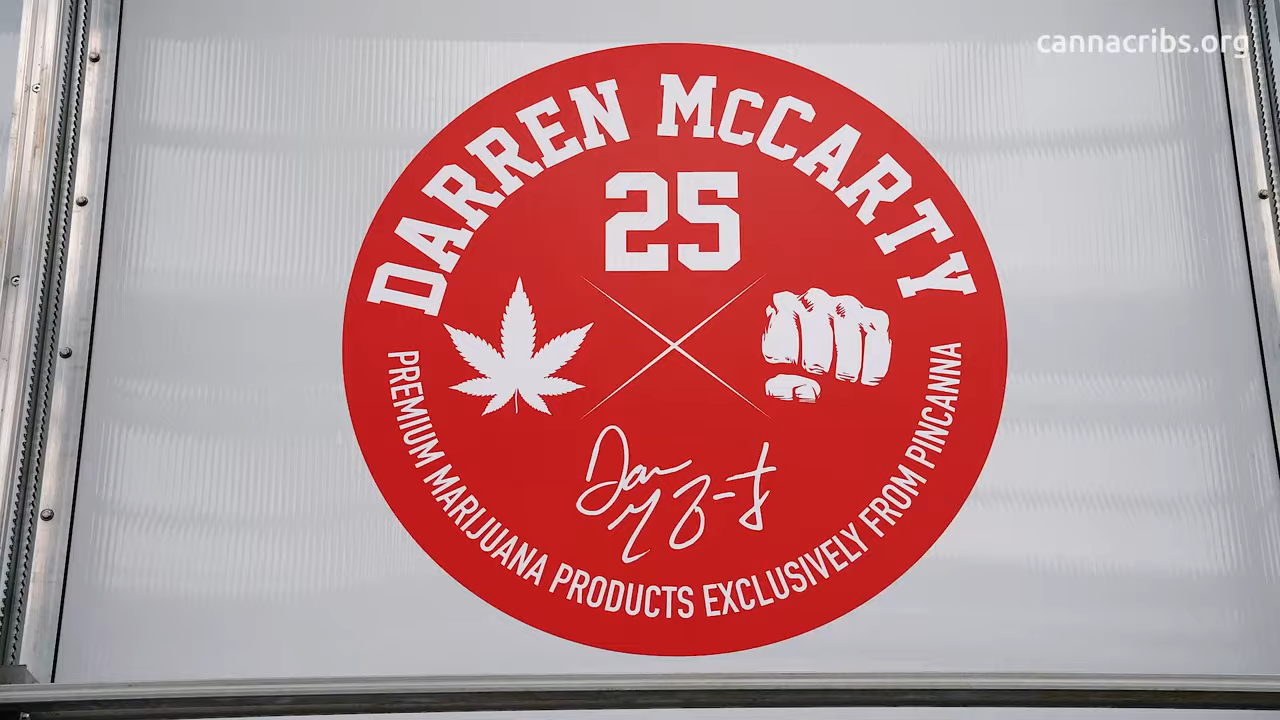 cannacribs.org
DARREN McCARTY
25
PREMIUM MARIJUANA PRODUCTS EXCLUSIVELY FROM PINCANNA